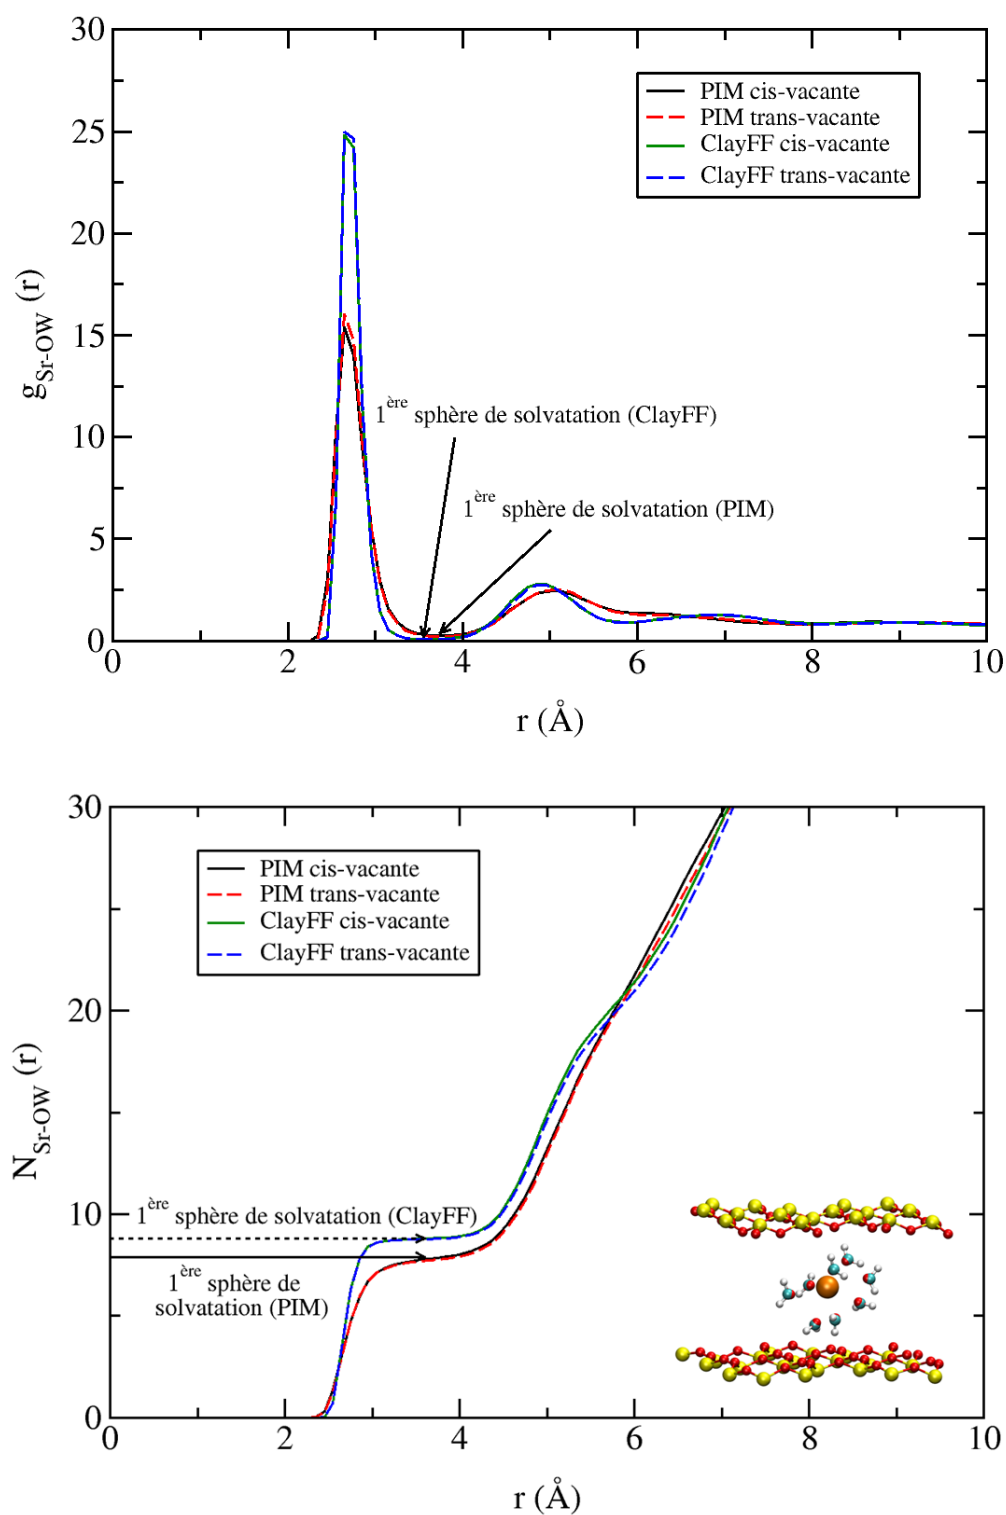 30
25
20
15
10
5
0
g_Sr-OW (r)
PIM cis-vacante
PIM trans-vacante
ClayFF cis-vacante
ClayFF trans-vacante
1ère sphère de solvatation (ClayFF)
1ère sphère de solvatation (PIM)
0 2 4 6 8 10
r (Å)
30
20
10
0
N_Sr-OW (r)
PIM cis-vacante
PIM trans-vacante
ClayFF cis-vacante
ClayFF trans-vacante
1ère sphère de solvatation (ClayFF)
1ère sphère de
solvatation (PIM)
0 2 4 6 8 10
r (Å)